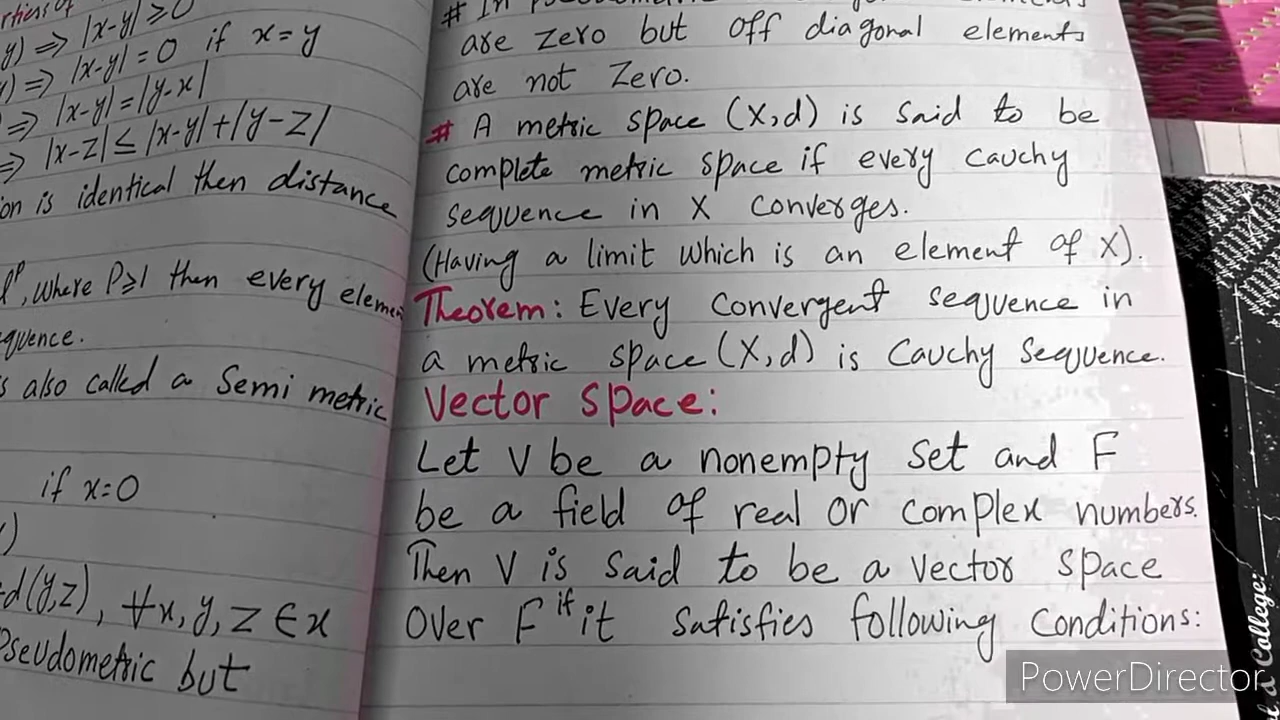 y) ⇒ |x-y| ≥ 0
⇒ |x-y| = 0 if x = y
⇒ |x-y| = |y-x|
⇒ |x-z| ≤ |x-y| + |y-z|
on is identical then distance
, where P≥1 then every elemen
quence.
also called a Semi metric
if x=0
d(y,z), ∀x, y, z ∈ x
Pseudometric but
# In
are zero but off diagonal elements
are not Zero.
# A metric space (X,d) is said to be
complete metric space if every cauchy
sequence in X converges.
(Having a limit which is an element of X).
Theorem: Every convergent sequence in
a metric space (X,d) is Cauchy Sequence.
Vector Space:
Let V be a nonempty set and F
be a field of real or complex numbers.
Then V is said to be a vector space
Over F if it satisfies following conditions:
PowerDirector
College: